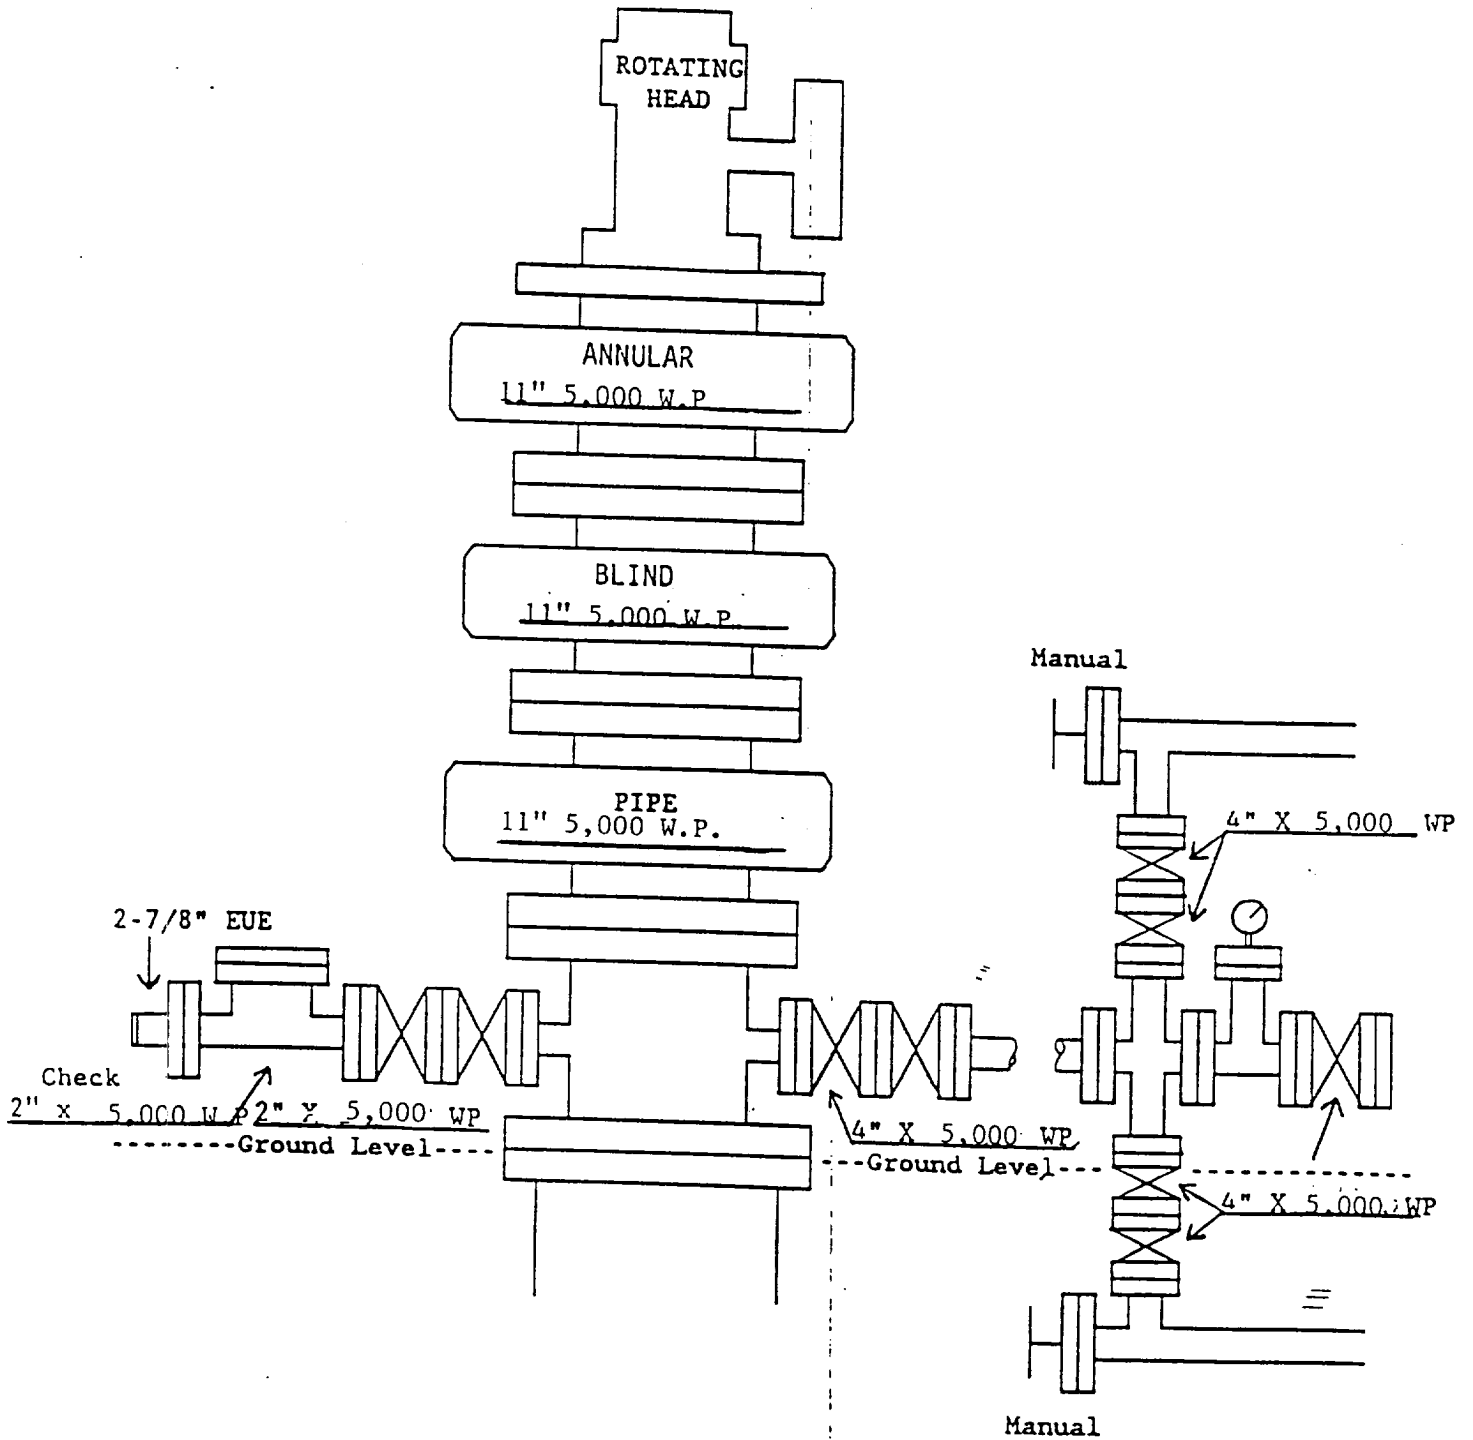 ROTATING
HEAD
ANNULAR
11" 5,000 W.P
BLIND
11" 5,000 W.P.
Manual
PIPE
11" 5,000 W.P.
4" X 5,000 WP
2-7/8" EUE
Check
2" x 5,000 W.P 2" X 5,000 WP
4" X 5,000 WP
-------Ground Level----
---Ground Level---
4" X 5,000 WP
Manual